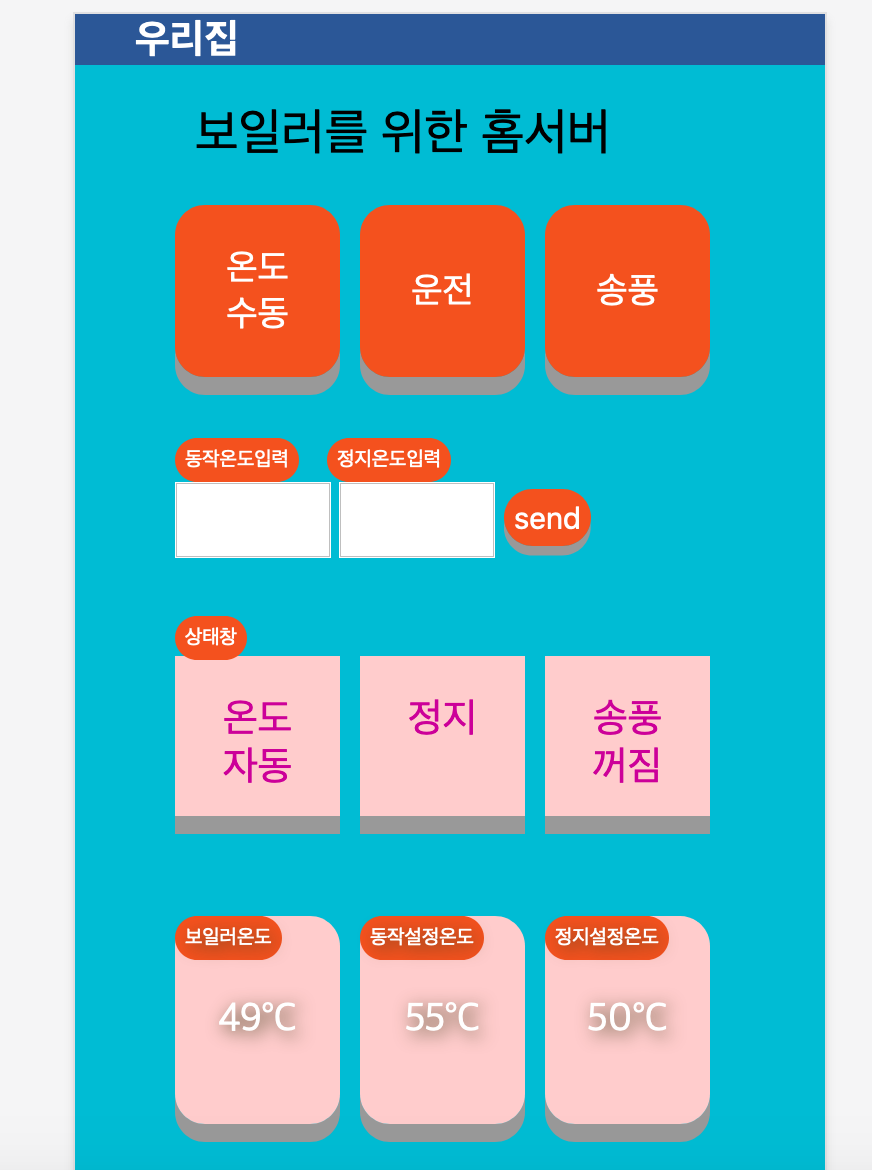 우리집
보일러를 위한 홈서버
온도
수동
운전
송풍
동작온도입력
정지온도입력
send
상태창
온도
자동
정지
송풍
꺼짐
보일러온도
동작설정온도
정지설정온도
49℃
55℃
50℃